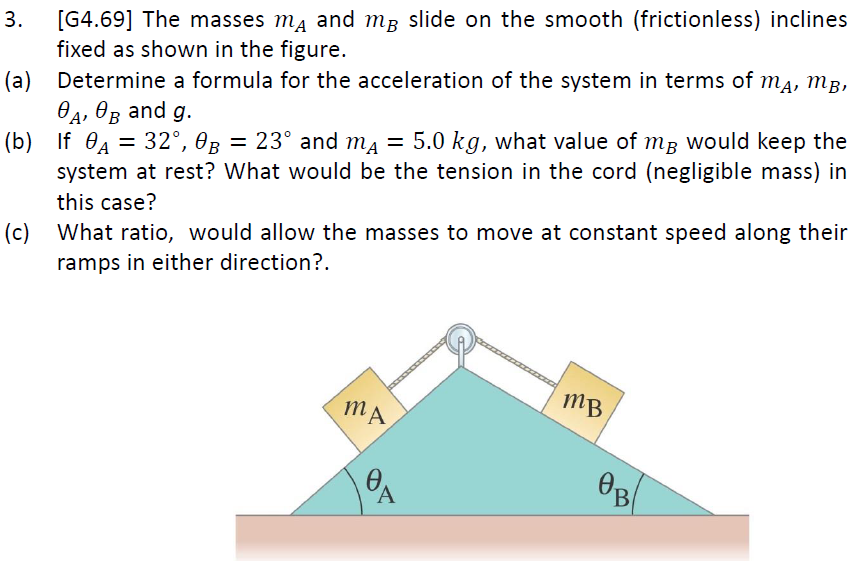 3. [G4.69] The masses m_A and m_B slide on the smooth (frictionless) inclines
fixed as shown in the figure.
(a) Determine a formula for the acceleration of the system in terms of m_A, m_B,
θ_A, θ_B and g.
(b) If θ_A = 32°, θ_B = 23° and m_A = 5.0 kg, what value of m_B would keep the
system at rest? What would be the tension in the cord (negligible mass) in
this case?
(c) What ratio, would allow the masses to move at constant speed along their
ramps in either direction?.
m_A
m_B
θ_A
θ_B